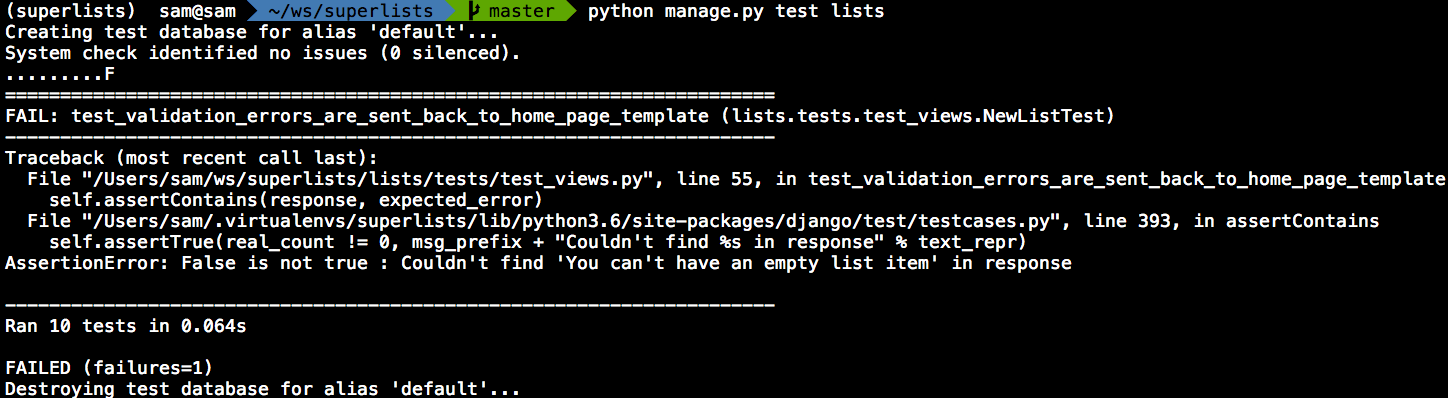 (superlists) sam@sam ~/ws/superlists master python manage.py test lists
Creating test database for alias 'default'...
System check identified no issues (0 silenced).
.........F
======================================================================
FAIL: test_validation_errors_are_sent_back_to_home_page_template (lists.tests.test_views.NewListTest)
----------------------------------------------------------------------
Traceback (most recent call last):
  File "/Users/sam/ws/superlists/lists/tests/test_views.py", line 55, in test_validation_errors_are_sent_back_to_home_page_template
    self.assertContains(response, expected_error)
  File "/Users/sam/.virtualenvs/superlists/lib/python3.6/site-packages/django/test/testcases.py", line 393, in assertContains
    self.assertTrue(real_count != 0, msg_prefix + "Couldn't find %s in response" % text_repr)
AssertionError: False is not true : Couldn't find 'You can't have an empty list item' in response

----------------------------------------------------------------------
Ran 10 tests in 0.064s

FAILED (failures=1)
Destroying test database for alias 'default'...